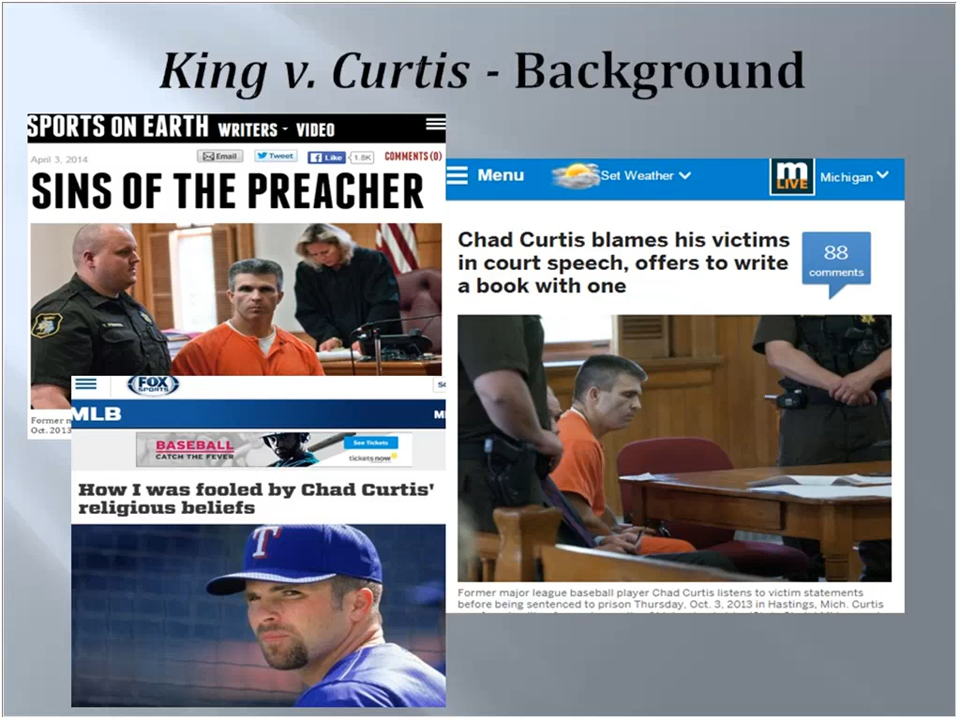 King v. Curtis - Background
SPORTS ON EARTH WRITERS VIDEO
April 3, 2014 Email Tweet Like 1.8K COMMENTS (0)
SINS OF THE PREACHER
Former
Oct. 2013
FOX
SPORTS
MLB
BASEBALL
CATCH THE FEVER
See Tickets
ticketsnow
How I was fooled by Chad Curtis'
religious beliefs
T
Menu Set Weather M LIVE Michigan
Chad Curtis blames his victims
in court speech, offers to write
a book with one
88
comments
Former major league baseball player Chad Curtis listens to victim statements
before being sentenced to prison Thursday, Oct. 3, 2013 in Hastings, Mich. Curtis